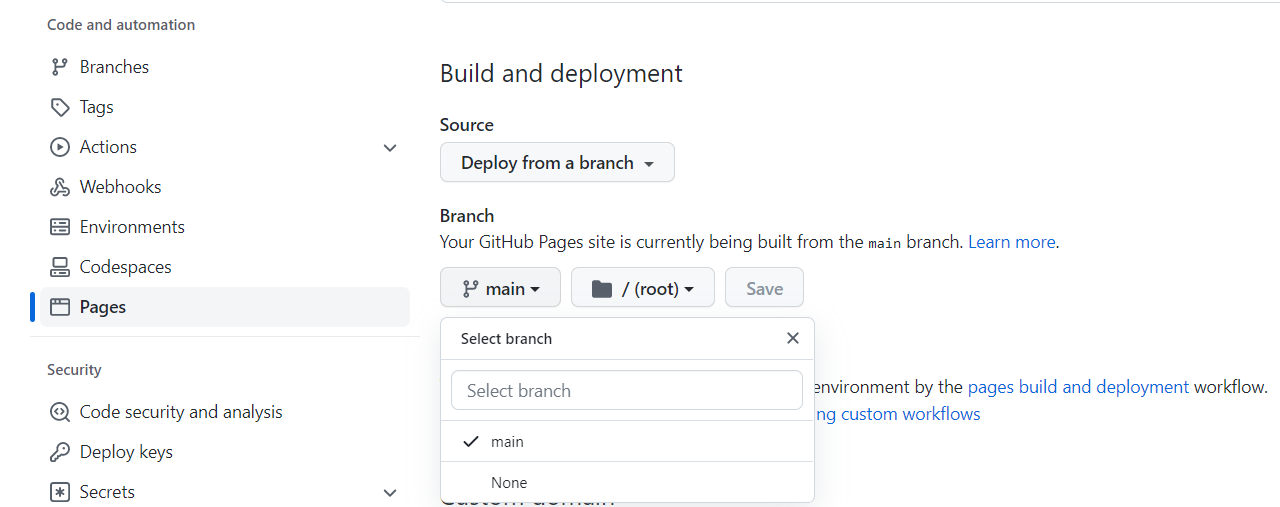 Code and automation
Branches
Tags
Actions
Webhooks
Environments
Codespaces
Pages
Security
Code security and analysis
Deploy keys
Secrets
Build and deployment
Source
Deploy from a branch
Branch
Your GitHub Pages site is currently being built from the main branch. Learn more.
main / (root) Save
Select branch
Select branch
environment by the pages build and deployment workflow.
ng custom workflows
main
None
Custom domain